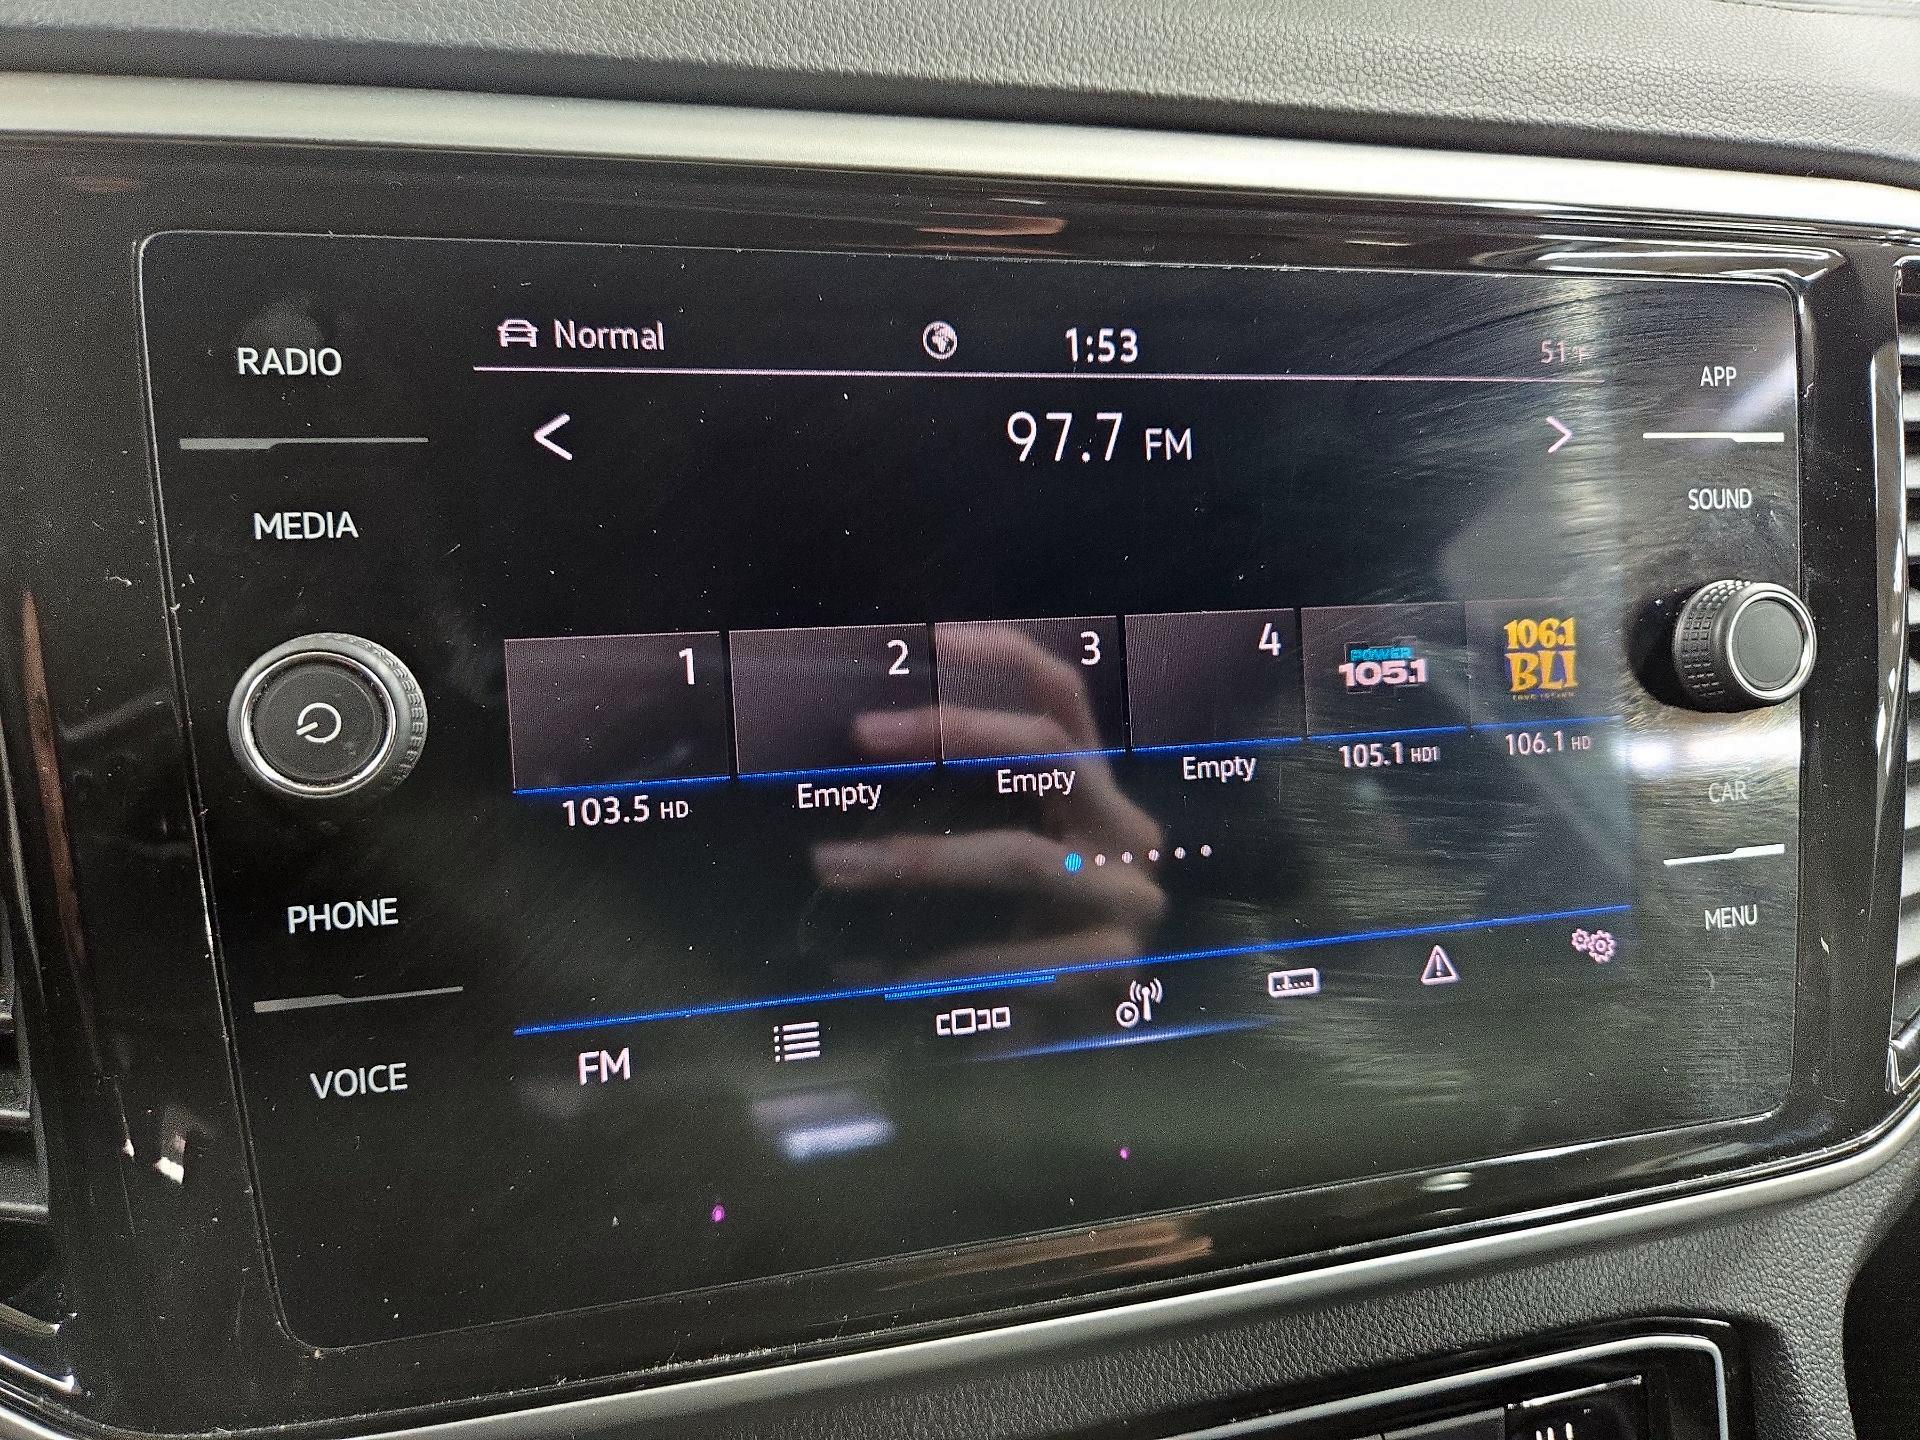 RADIO
MEDIA
PHONE
VOICE
Normal
1:53
51°F
97.7 FM
1
2
3
4
POWER
105.1
106.1
BLI
103.5 HD
Empty
Empty
Empty
105.1 HD1
106.1 HD
FM
APP
SOUND
CAR
MENU